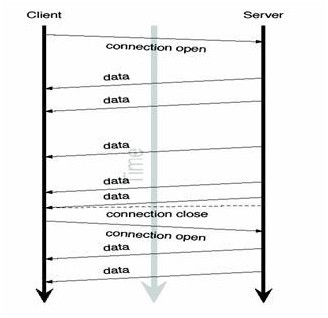 Client
Server
connection open
data
data
data
Time
data
data
connection close
connection open
data
data